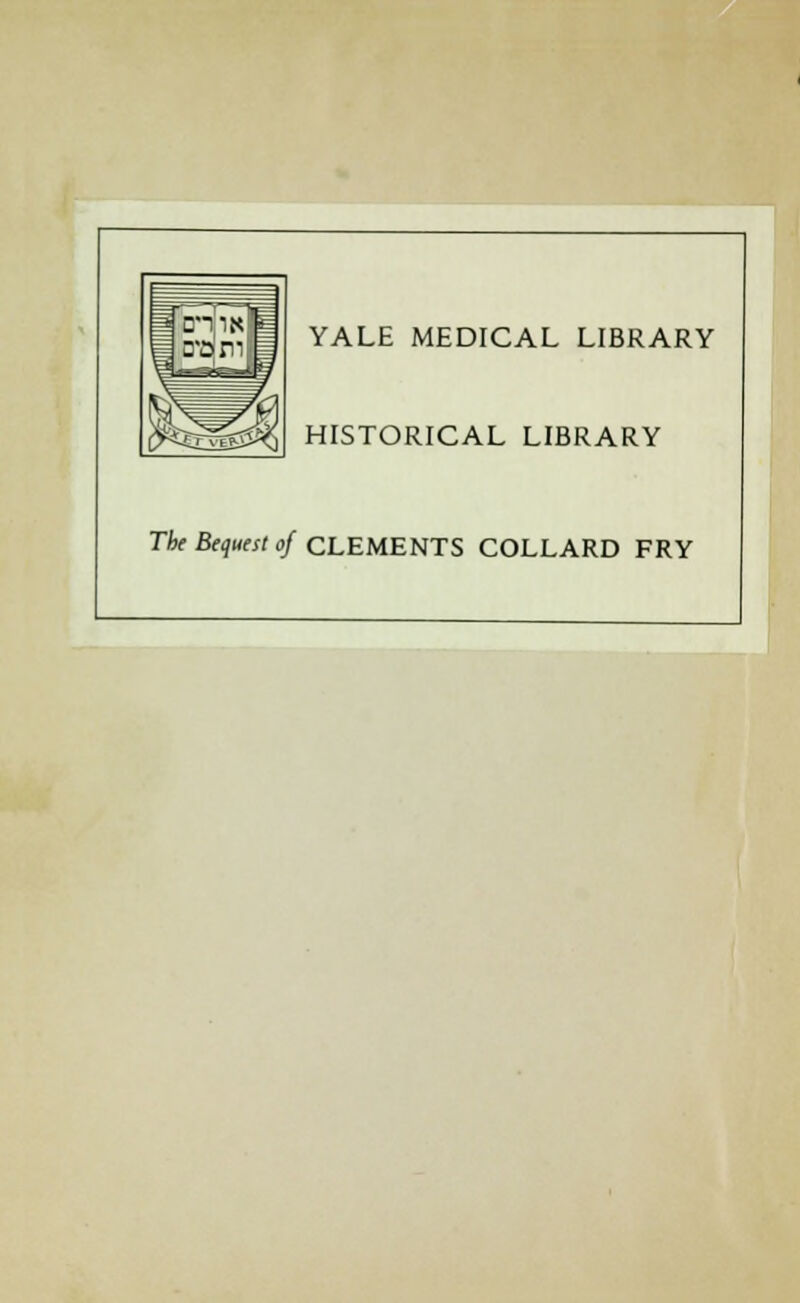 אורים
ותמים
LUX ET VERITAS
YALE MEDICAL LIBRARY
HISTORICAL LIBRARY
The Bequest of CLEMENTS COLLARD FRY